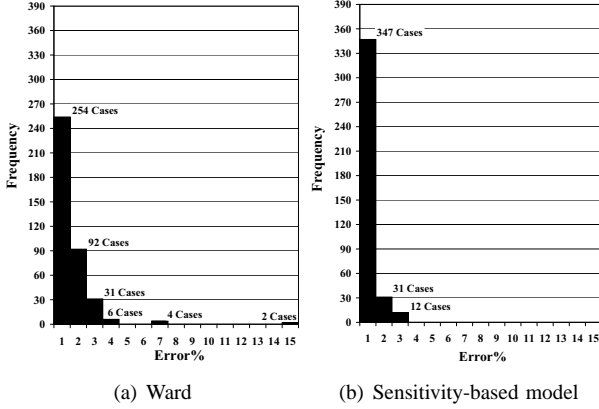 390
360
330
300
270
240
210
180
150
120
90
60
30
0
Frequency
254 Cases
92 Cases
31 Cases
6 Cases
4 Cases
2 Cases
1 2 3 4 5 6 7 8 9 10 11 12 13 14 15
Error%
(a) Ward
390
360
330
300
270
240
210
180
150
120
90
60
30
0
Frequency
347 Cases
31 Cases
12 Cases
1 2 3 4 5 6 7 8 9 10 11 12 13 14 15
Error%
(b) Sensitivity-based model